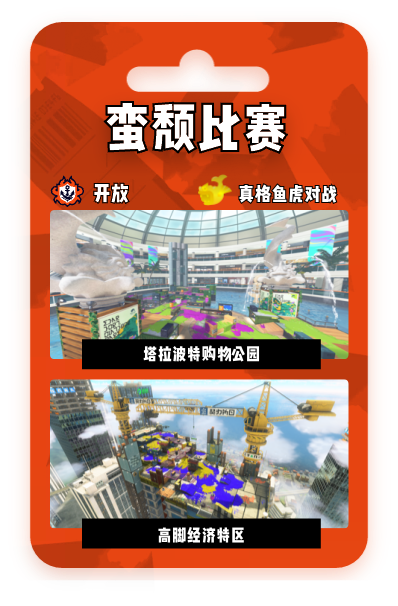 蛮颓比赛
开放
真格鱼虎对战
塔拉波特购物公园
高脚经济特区